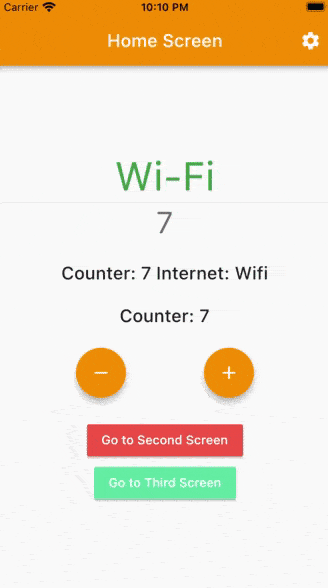 Carrier 10:10 PM
Home Screen
Wi-Fi
7
Counter: 7 Internet: Wifi
Counter: 7
− +
Go to Second Screen
Go to Third Screen